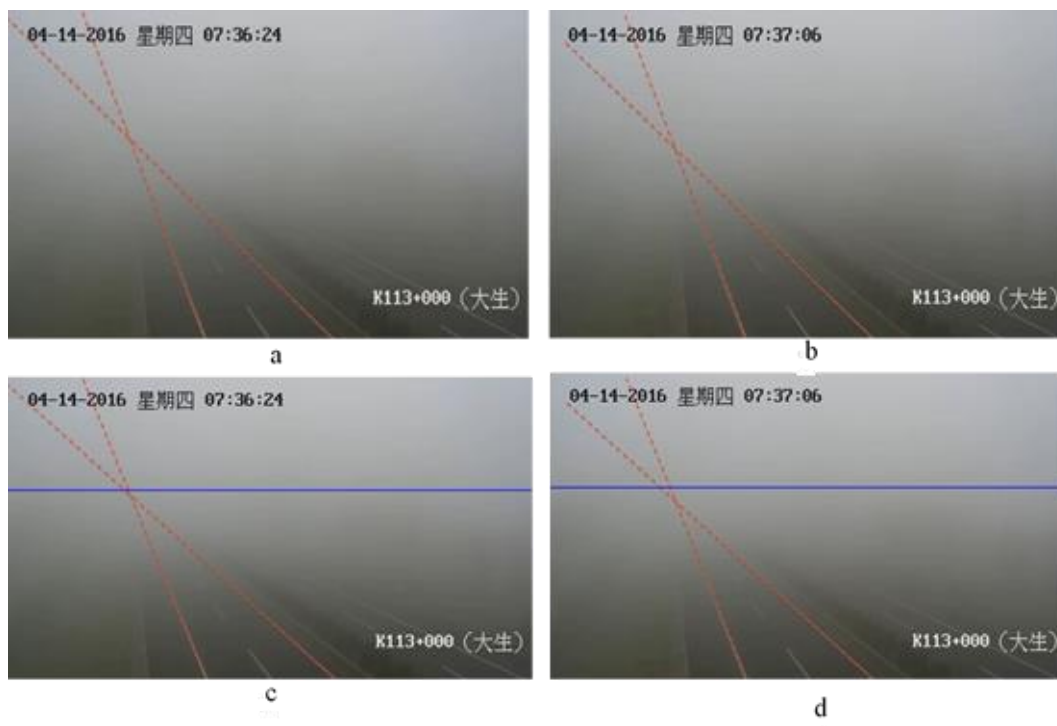 04-14-2016 星期四 07:36:24
K113+000（大生）
a
04-14-2016 星期四 07:37:06
K113+000（大生）
b
04-14-2016 星期四 07:36:24
K113+000（大生）
c
04-14-2016 星期四 07:37:06
K113+000（大生）
d